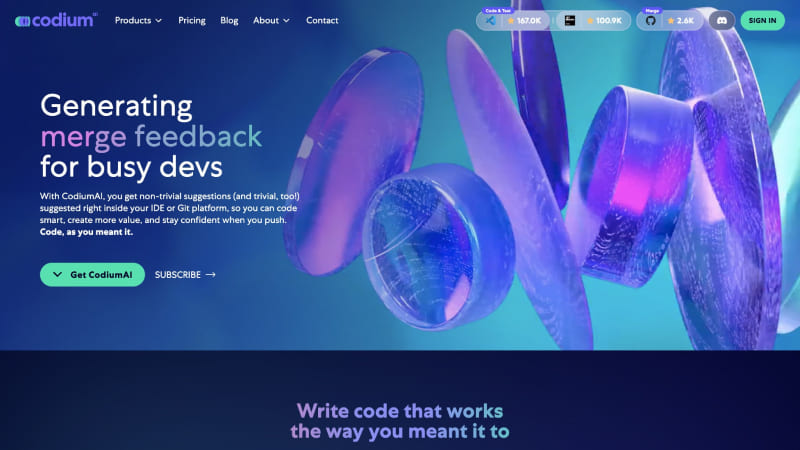 codium ai
Products
Pricing
Blog
About
Contact
Code & Test
167.0K
100.9K
Merge
2.6K
SIGN IN
Generating
merge feedback
for busy devs
With CodiumAI, you get non-trivial suggestions (and trivial, too!)
suggested right inside your IDE or Git platform, so you can code
smart, create more value, and stay confident when you push.
Code, as you meant it.
Get CodiumAI
SUBSCRIBE →
Write code that works
the way you meant it to